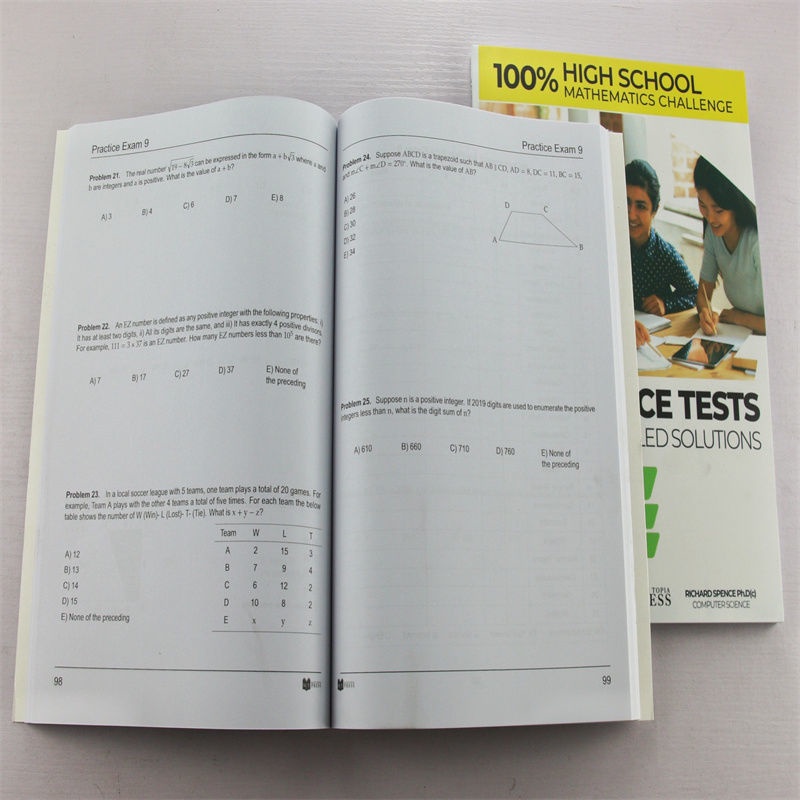 Practice Exam 9
Problem 21. The real number √19 − 8√3 can be expressed in the form a + b√3 where a and
b are integers and a is positive. What is the value of a + b?
A) 3 B) 4 C) 6 D) 7 E) 8
Problem 22. An EZ number is defined as any positive integer with the following properties: i)
It has at least two digits, ii) All its digits are the same, and iii) It has exactly 4 positive divisors.
For example, 111 = 3 x 37 is an EZ number. How many EZ numbers less than 10⁵ are there?
A) 7 B) 17 C) 27 D) 37 E) None of
the preceding
Problem 23. In a local soccer league with 5 teams, one team plays a total of 20 games. For
example, Team A plays with the other 4 teams a total of five times. For each team the below
table shows the number of W (Win)- L (Lost)- T- (Tie). What is x + y − z?
A) 12
B) 13
C) 14
D) 15
E) None of the preceding
Team W L T
A 2 15 3
B 7 9 4
C 6 12 2
D 10 8 2
E x y z
98
Practice Exam 9
Problem 24. Suppose ABCD is a trapezoid such that AB ∥ CD, AD = 8, DC = 11, BC = 15,
and m∠C + m∠D = 270°. What is the value of AB?
A) 26
B) 28
C) 30
D) 32
E) 34
D C
A B
Problem 25. Suppose n is a positive integer. If 2019 digits are used to enumerate the positive
integers less than n, what is the digit sum of n?
A) 610 B) 660 C) 710 D) 760 E) None of
the preceding
99
100% HIGH SCHOOL
MATHEMATICS CHALLENGE
CE TESTS
LED SOLUTIONS
TOPIA
ESS
RICHARD SPENCE Ph.D(c)
COMPUTER SCIENCE